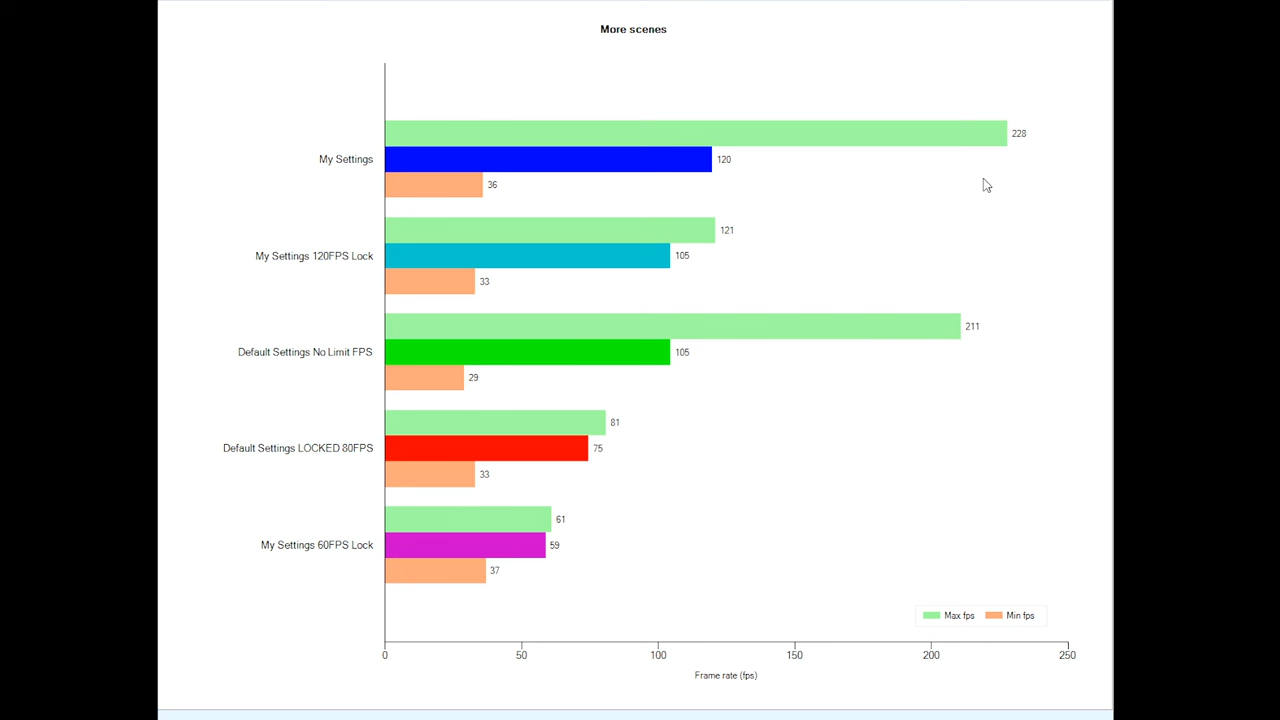 More scenes
228
My Settings 120
36
121
My Settings 120FPS Lock 105
33
211
Default Settings No Limit FPS 105
29
81
Default Settings LOCKED 80FPS 75
33
61
My Settings 60FPS Lock 59
37
Max fps Min fps
0 50 100 150 200 250
Frame rate (fps)